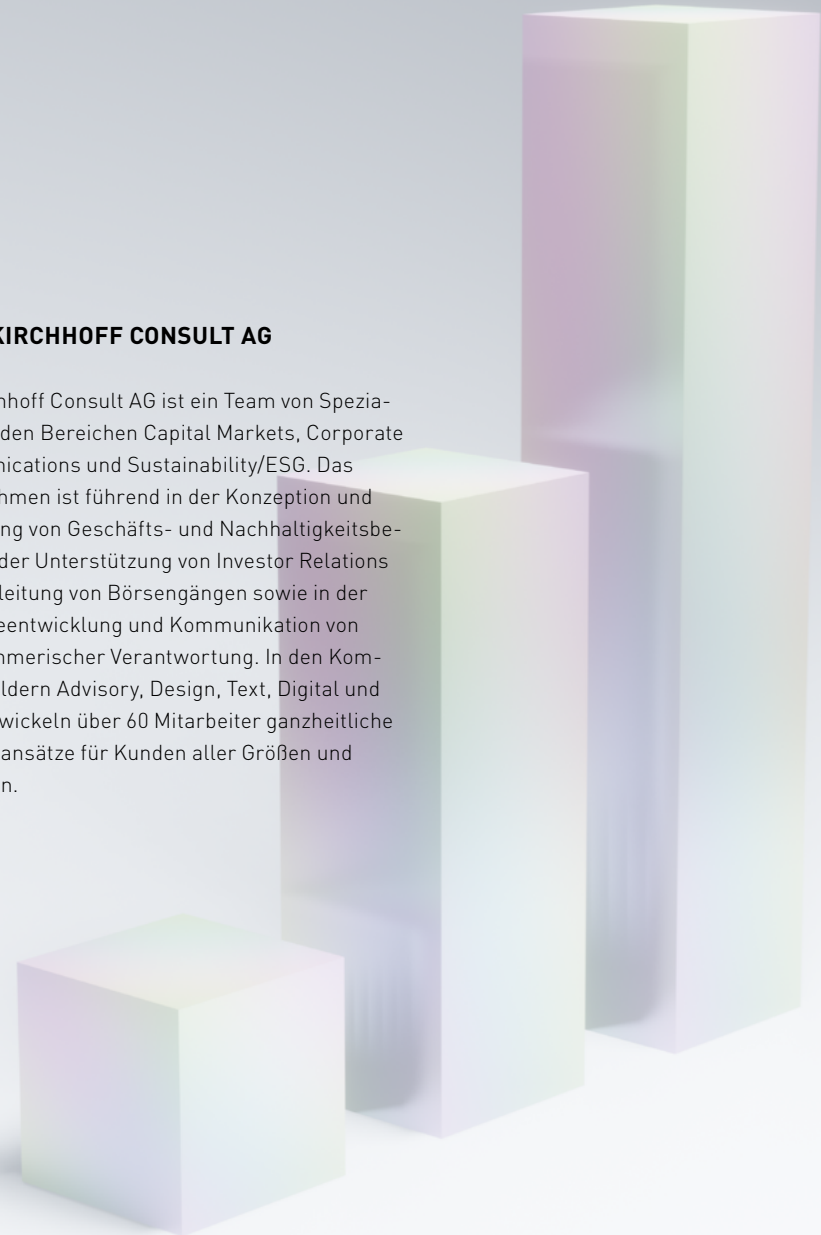 KIRCHHOFF CONSULT AG
hhoff Consult AG ist ein Team von Spezia-
den Bereichen Capital Markets, Corporate
nications und Sustainability/ESG. Das
hmen ist führend in der Konzeption und
ng von Geschäfts- und Nachhaltigkeitsbe-
der Unterstützung von Investor Relations
leitung von Börsengängen sowie in der
eentwicklung und Kommunikation von
nmerischer Verantwortung. In den Kom-
ldern Advisory, Design, Text, Digital und
wickeln über 60 Mitarbeiter ganzheitliche
ansätze für Kunden aller Größen und
n.